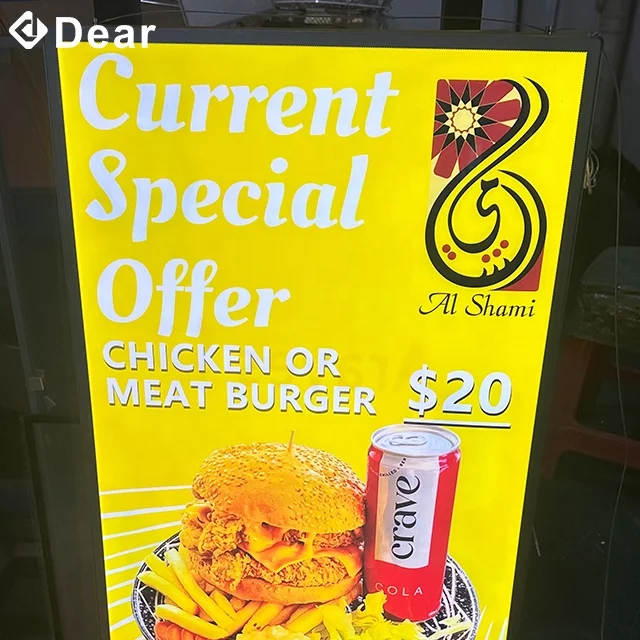 Dear
Current
Special
Offer
Al Shami
CHICKEN OR
MEAT BURGER $20
crave
COLA